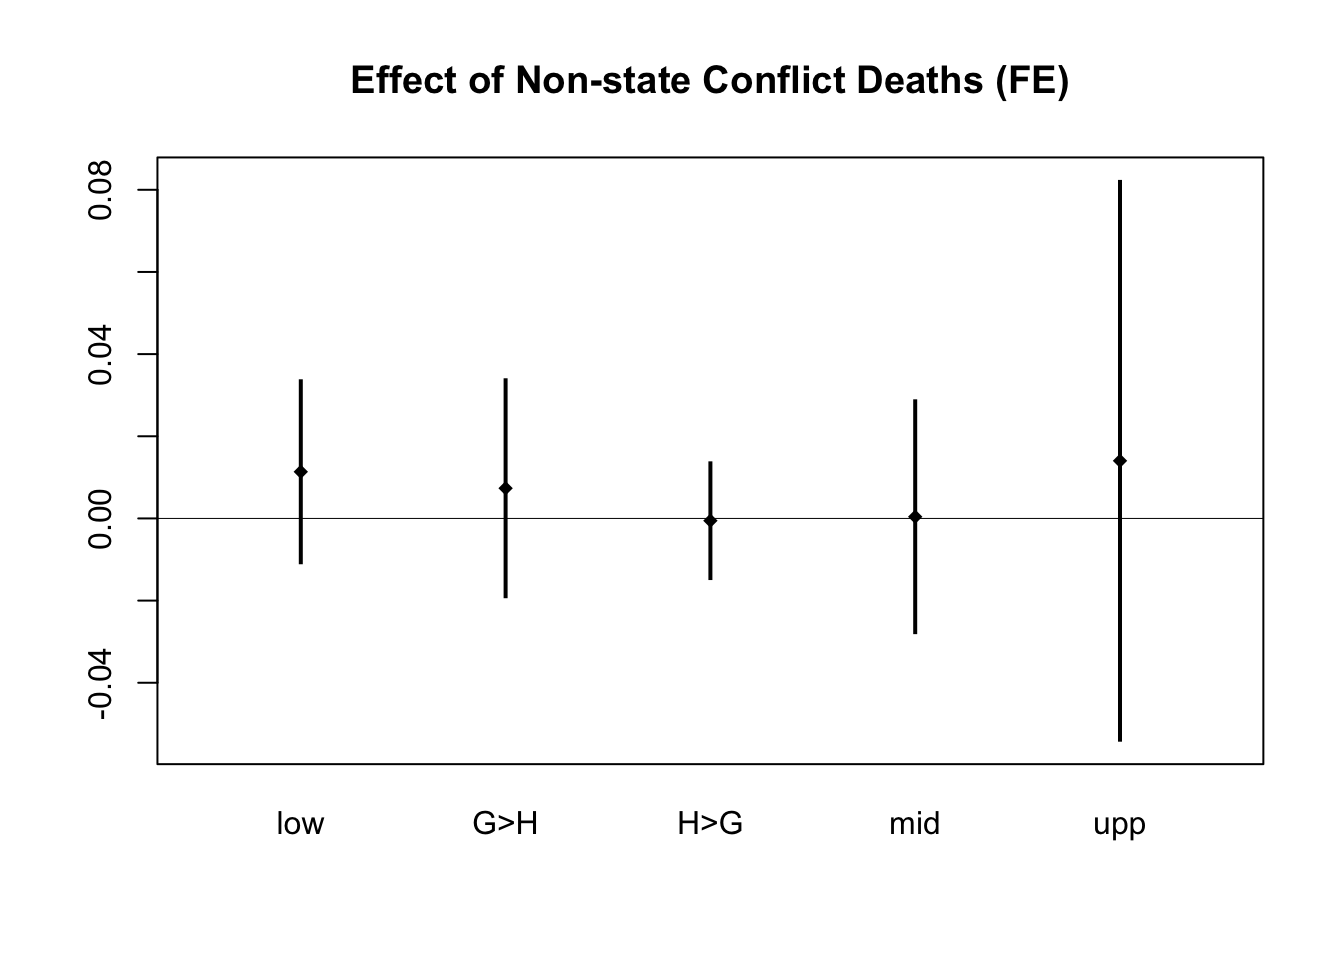 Effect of Non-state Conflict Deaths (FE)
0.08
0.04
0.00
-0.04
low G>H H>G mid upp